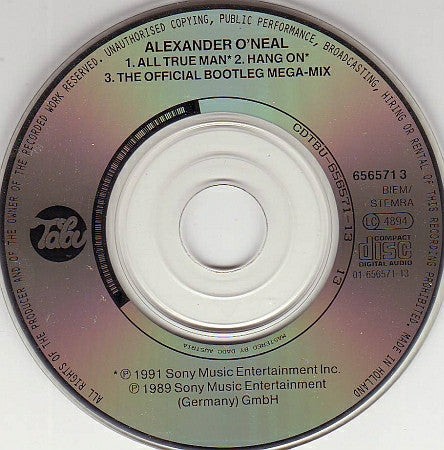 ALL RIGHTS OF THE PRODUCER AND OF THE OWNER OF THE RECORDED WORK RESERVED. UNAUTHORISED COPYING, PUBLIC PERFORMANCE, BROADCASTING, HIRING OR RENTAL OF THIS RECORDING PROHIBITED. MADE IN HOLLAND
ALEXANDER O'NEAL
1. ALL TRUE MAN* 2. HANG ON*
3. THE OFFICIAL BOOTLEG MEGA-MIX
CDTBU-656571-13 13
656571 3
BIEM/
STEMRA
LC 4894
COMPACT
disc
DIGITAL AUDIO
01-656571-13
Tabu
MASTERED BY DADC AUSTRIA
* ℗ 1991 Sony Music Entertainment Inc.
℗ 1989 Sony Music Entertainment
(Germany) GmbH